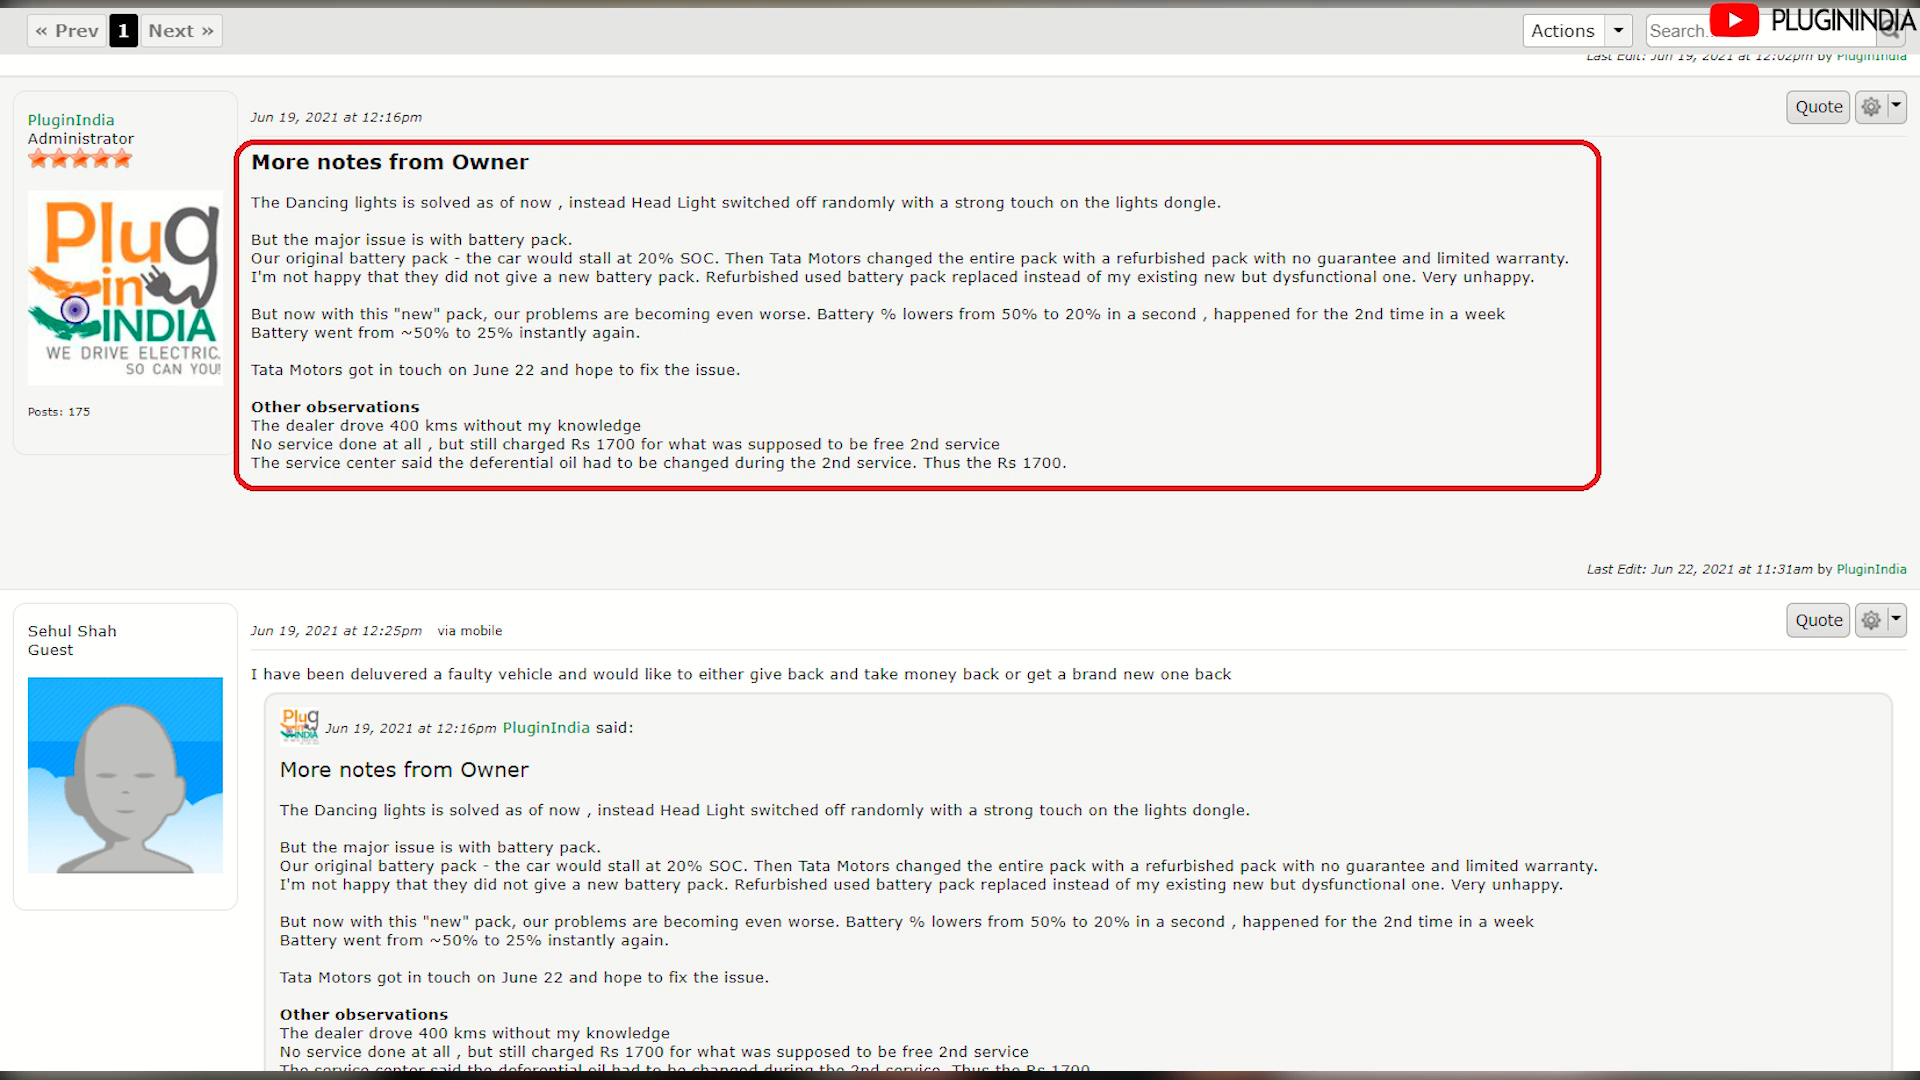 « Prev 1 Next »
Actions
Search.
PLUGININDIA
Last Edit: Jun 19, 2021 at 12:02pm by PluginIndia
PluginIndia
Administrator
Jun 19, 2021 at 12:16pm
Quote
Plug
in
INDIA
WE DRIVE ELECTRIC.
SO CAN YOU!
Posts: 175
More notes from Owner
The Dancing lights is solved as of now , instead Head Light switched off randomly with a strong touch on the lights dongle.
But the major issue is with battery pack.
Our original battery pack - the car would stall at 20% SOC. Then Tata Motors changed the entire pack with a refurbished pack with no guarantee and limited warranty.
I'm not happy that they did not give a new battery pack. Refurbished used battery pack replaced instead of my existing new but dysfunctional one. Very unhappy.
But now with this "new" pack, our problems are becoming even worse. Battery % lowers from 50% to 20% in a second , happened for the 2nd time in a week
Battery went from ~50% to 25% instantly again.
Tata Motors got in touch on June 22 and hope to fix the issue.
Other observations
The dealer drove 400 kms without my knowledge
No service done at all , but still charged Rs 1700 for what was supposed to be free 2nd service
The service center said the deferential oil had to be changed during the 2nd service. Thus the Rs 1700.
Last Edit: Jun 22, 2021 at 11:31am by PluginIndia
Sehul Shah
Guest
Jun 19, 2021 at 12:25pm via mobile
Quote
I have been deluvered a faulty vehicle and would like to either give back and take money back or get a brand new one back
Plug
in
INDIA
Jun 19, 2021 at 12:16pm PluginIndia said:
More notes from Owner
The Dancing lights is solved as of now , instead Head Light switched off randomly with a strong touch on the lights dongle.
But the major issue is with battery pack.
Our original battery pack - the car would stall at 20% SOC. Then Tata Motors changed the entire pack with a refurbished pack with no guarantee and limited warranty.
I'm not happy that they did not give a new battery pack. Refurbished used battery pack replaced instead of my existing new but dysfunctional one. Very unhappy.
But now with this "new" pack, our problems are becoming even worse. Battery % lowers from 50% to 20% in a second , happened for the 2nd time in a week
Battery went from ~50% to 25% instantly again.
Tata Motors got in touch on June 22 and hope to fix the issue.
Other observations
The dealer drove 400 kms without my knowledge
No service done at all , but still charged Rs 1700 for what was supposed to be free 2nd service
The service center said the deferential oil had to be changed during the 2nd service. Thus the Rs 1700.